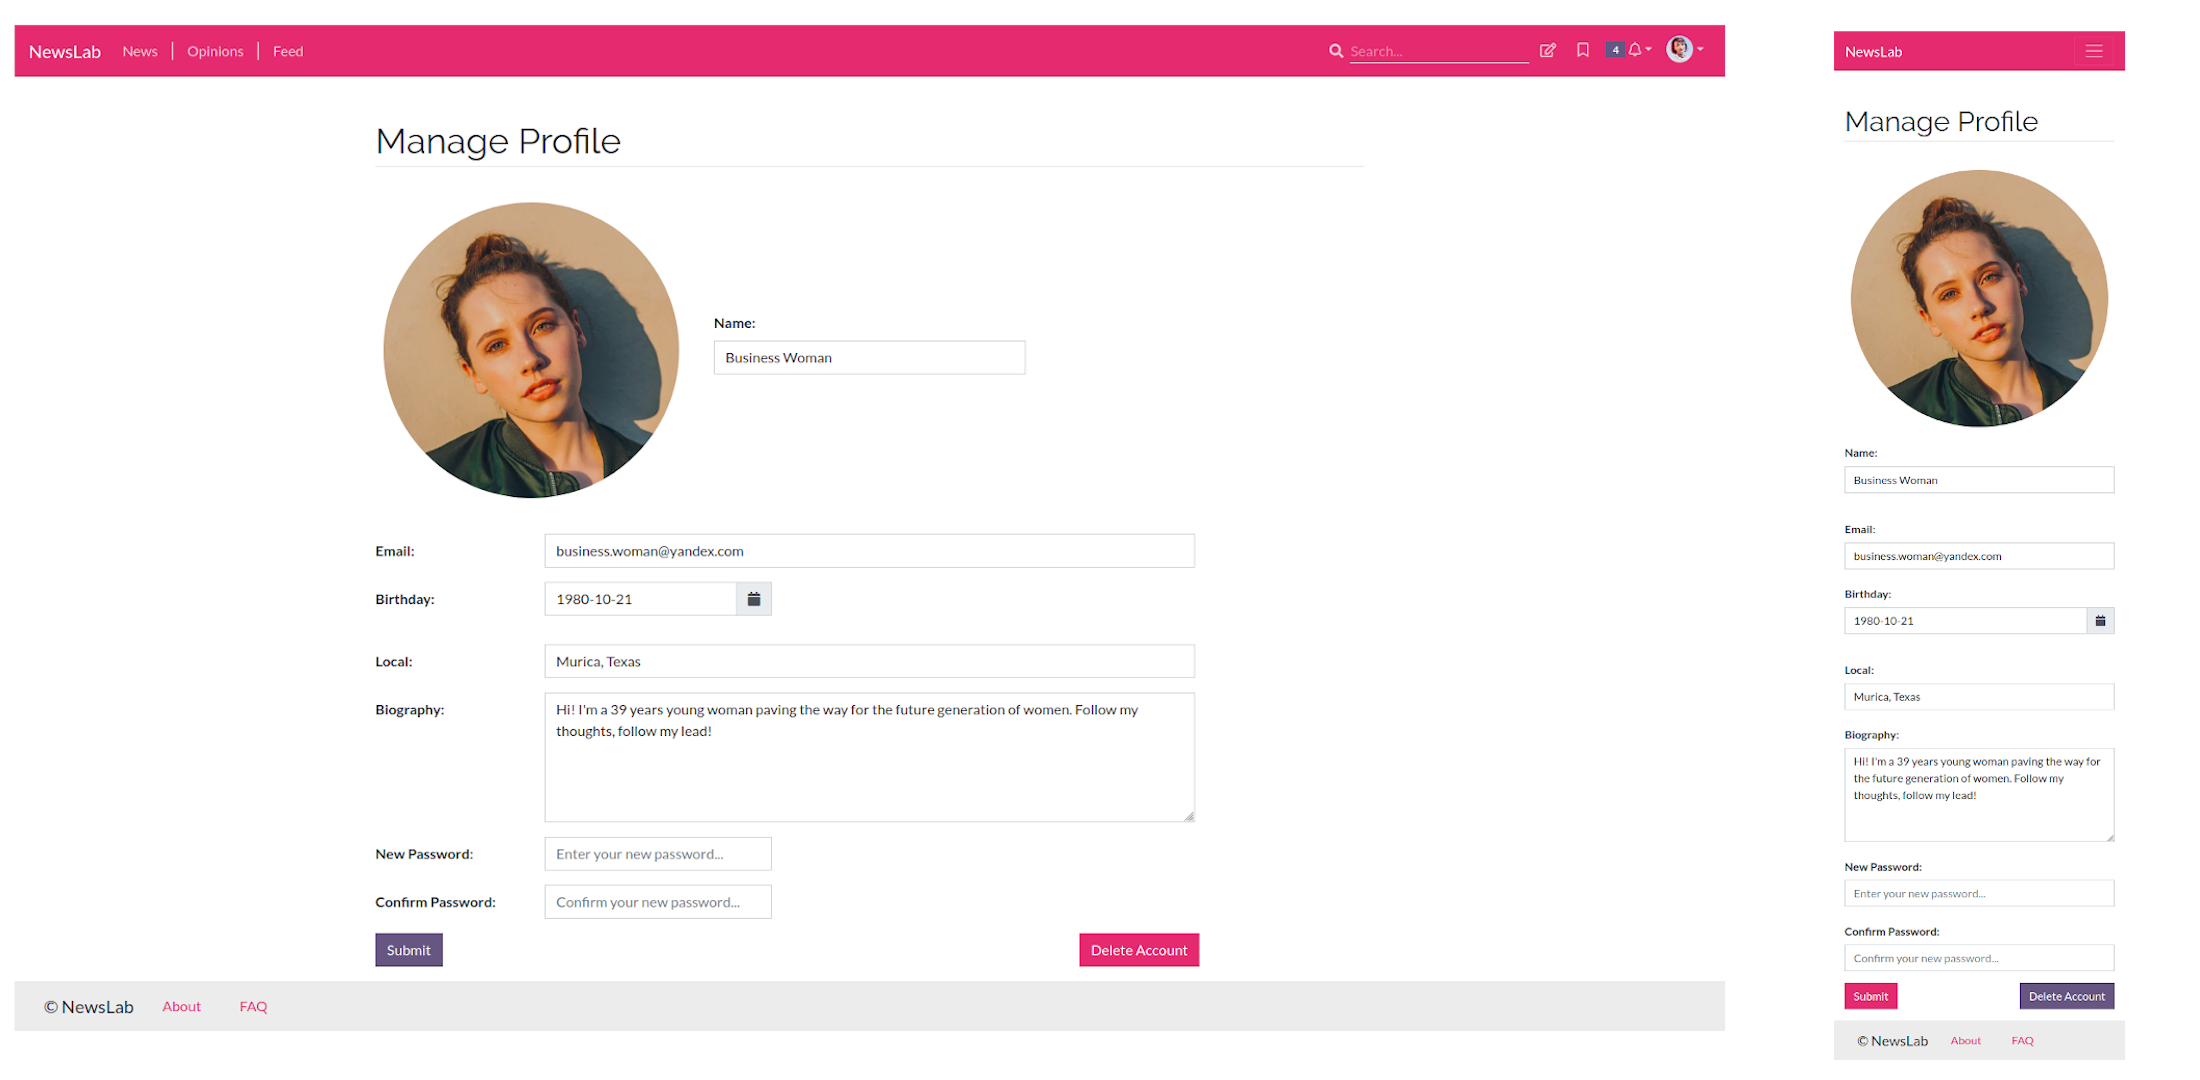 NewsLab News Opinions Feed Search... 4
Manage Profile
Name:
Business Woman
Email: business.woman@yandex.com
Birthday: 1980-10-21
Local: Murica, Texas
Biography: Hi! I'm a 39 years young woman paving the way for the future generation of women. Follow my
thoughts, follow my lead!
New Password: Enter your new password...
Confirm Password: Confirm your new password...
Submit Delete Account
© NewsLab About FAQ
NewsLab
Manage Profile
Name:
Business Woman
Email:
business.woman@yandex.com
Birthday:
1980-10-21
Local:
Murica, Texas
Biography:
Hi! I'm a 39 years young woman paving the way for
the future generation of women. Follow my
thoughts, follow my lead!
New Password:
Enter your new password...
Confirm Password:
Confirm your new password...
Submit Delete Account
© NewsLab About FAQ